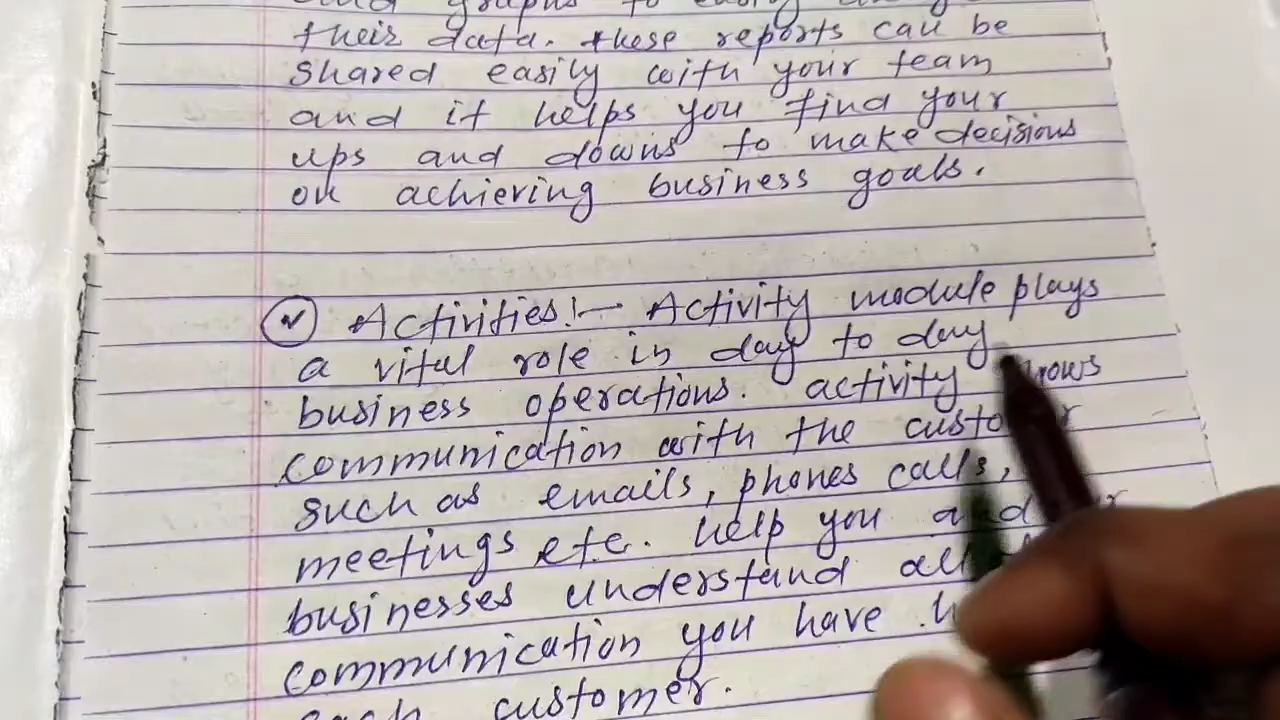 their data. these reports can be
shared easily with your team
and it helps you find your
ups and downs to make decisions
on achieving business goals.
iv Activities:- Activity module plays
a vital role in day to day
business operations. activity
communication with the
such as emails, phones calls,
meetings etc. help you and
businesses understand
communication you have
each customer.